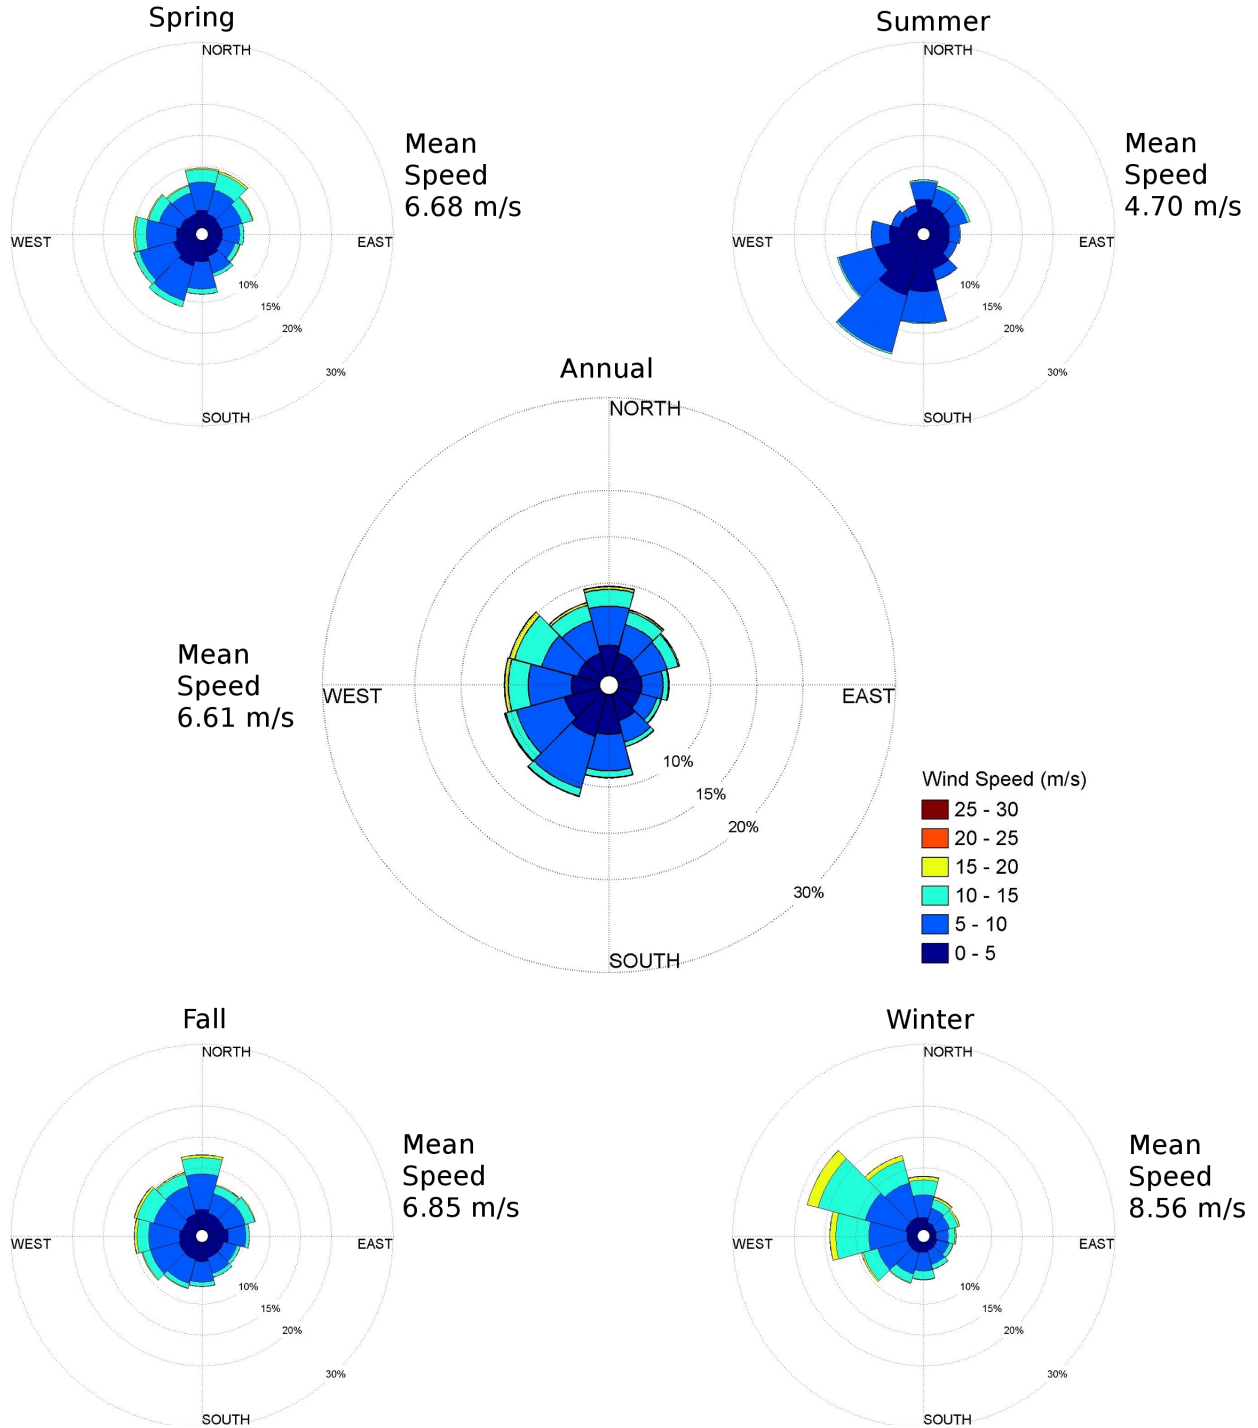 Spring
NORTH
Mean
Speed
6.68 m/s
WEST
EAST
10%
15%
20%
30%
SOUTH
Summer
NORTH
Mean
Speed
4.70 m/s
WEST
EAST
10%
15%
20%
30%
SOUTH
Annual
NORTH
Mean
Speed
6.61 m/s
WEST
EAST
10%
15%
20%
30%
SOUTH
Wind Speed (m/s)
25 - 30
20 - 25
15 - 20
10 - 15
5 - 10
0 - 5
Fall
NORTH
Mean
Speed
6.85 m/s
WEST
EAST
10%
15%
20%
30%
SOUTH
Winter
NORTH
Mean
Speed
8.56 m/s
WEST
EAST
10%
15%
20%
30%
SOUTH